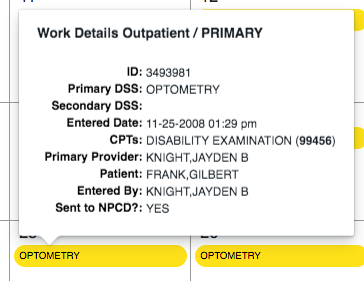 Work Details Outpatient / PRIMARY
ID: 3493981
Primary DSS: OPTOMETRY
Secondary DSS:
Entered Date: 11-25-2008 01:29 pm
CPTs: DISABILITY EXAMINATION (99456)
Primary Provider: KNIGHT,JAYDEN B
Patient: FRANK,GILBERT
Entered By: KNIGHT,JAYDEN B
Sent to NPCD?: YES
OPTOMETRY OPTOMETRY